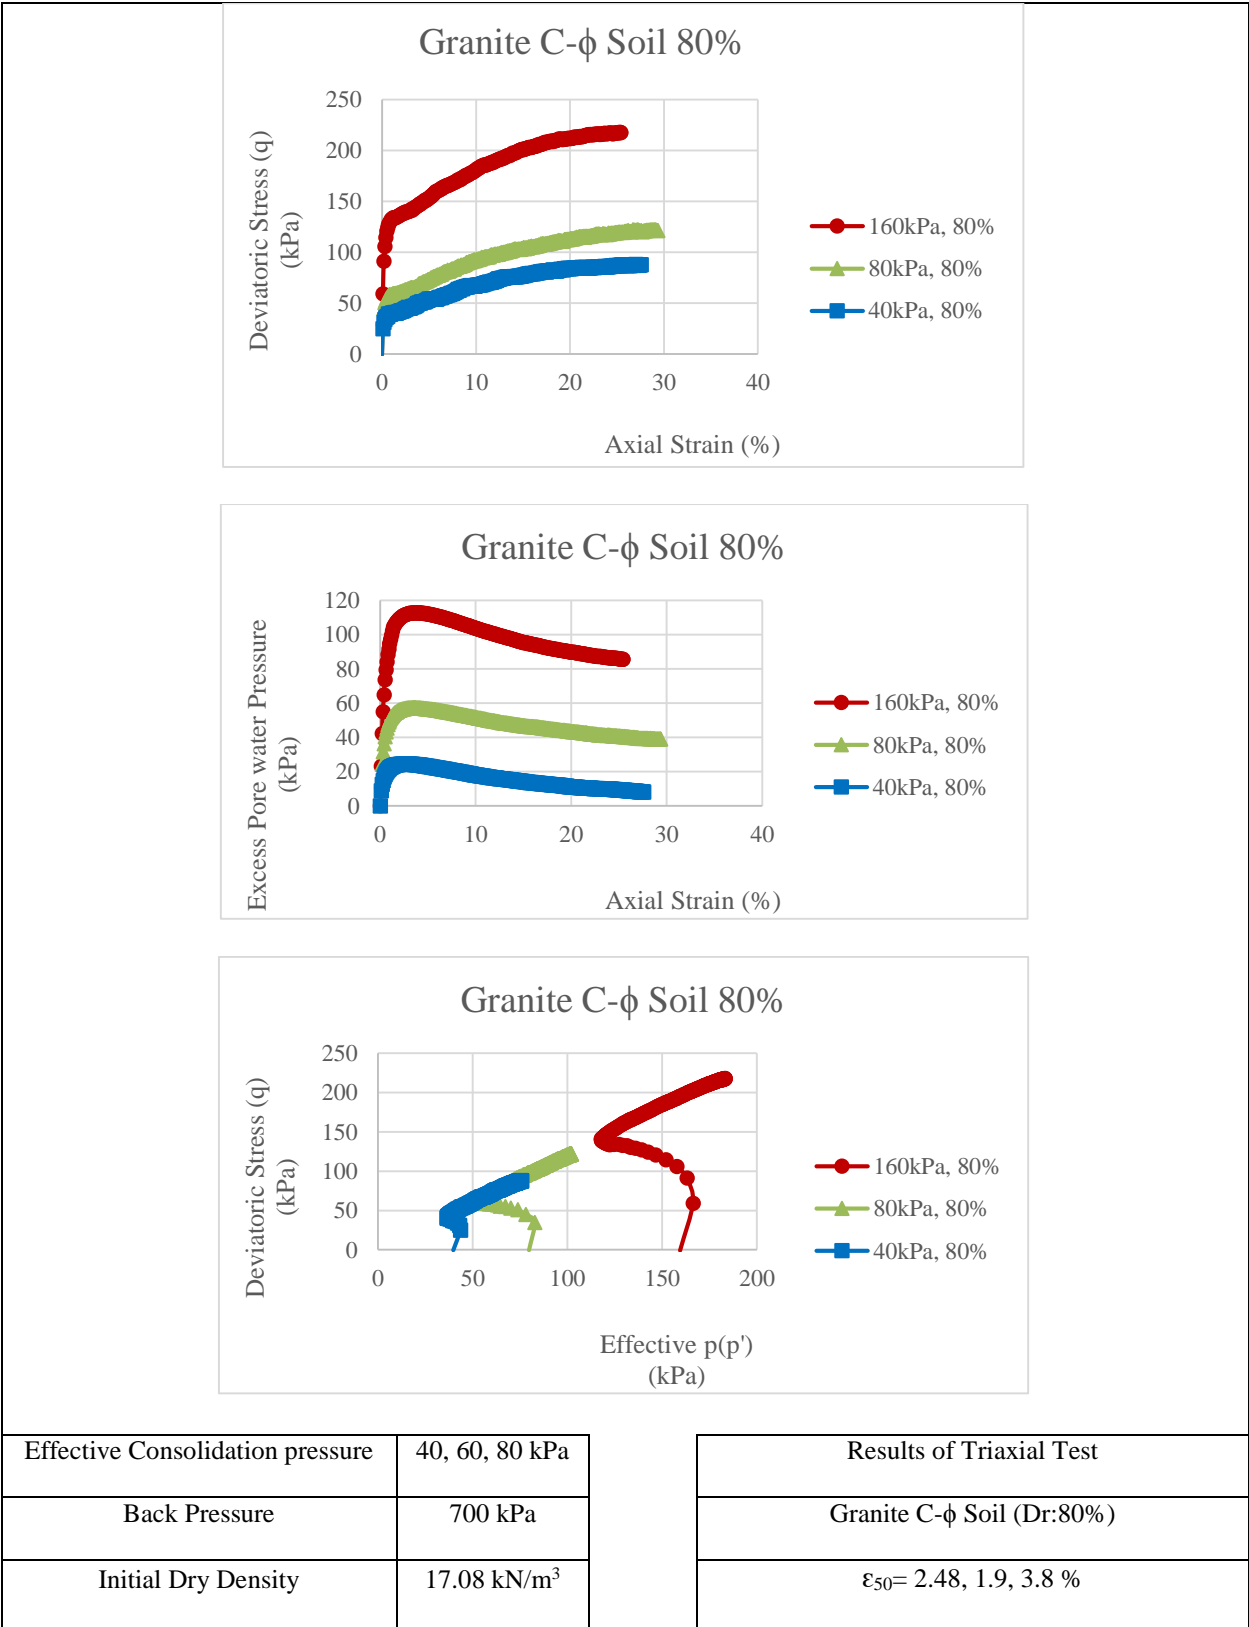 Granite C-ϕ Soil 80%
Deviatoric Stress (q)
(kPa)
250
200
150
100
50
0
0 10 20 30 40
Axial Strain (%)
160kPa, 80%
80kPa, 80%
40kPa, 80%
Granite C-ϕ Soil 80%
Excess Pore water Pressure
(kPa)
120
100
80
60
40
20
0
0 10 20 30 40
Axial Strain (%)
160kPa, 80%
80kPa, 80%
40kPa, 80%
Granite C-ϕ Soil 80%
Deviatoric Stress (q)
(kPa)
250
200
150
100
50
0
0 50 100 150 200
Effective p(p')
(kPa)
160kPa, 80%
80kPa, 80%
40kPa, 80%
Effective Consolidation pressure 40, 60, 80 kPa
Back Pressure 700 kPa
Initial Dry Density 17.08 kN/m³
Results of Triaxial Test
Granite C-ϕ Soil (Dr:80%)
ε₅₀= 2.48, 1.9, 3.8 %